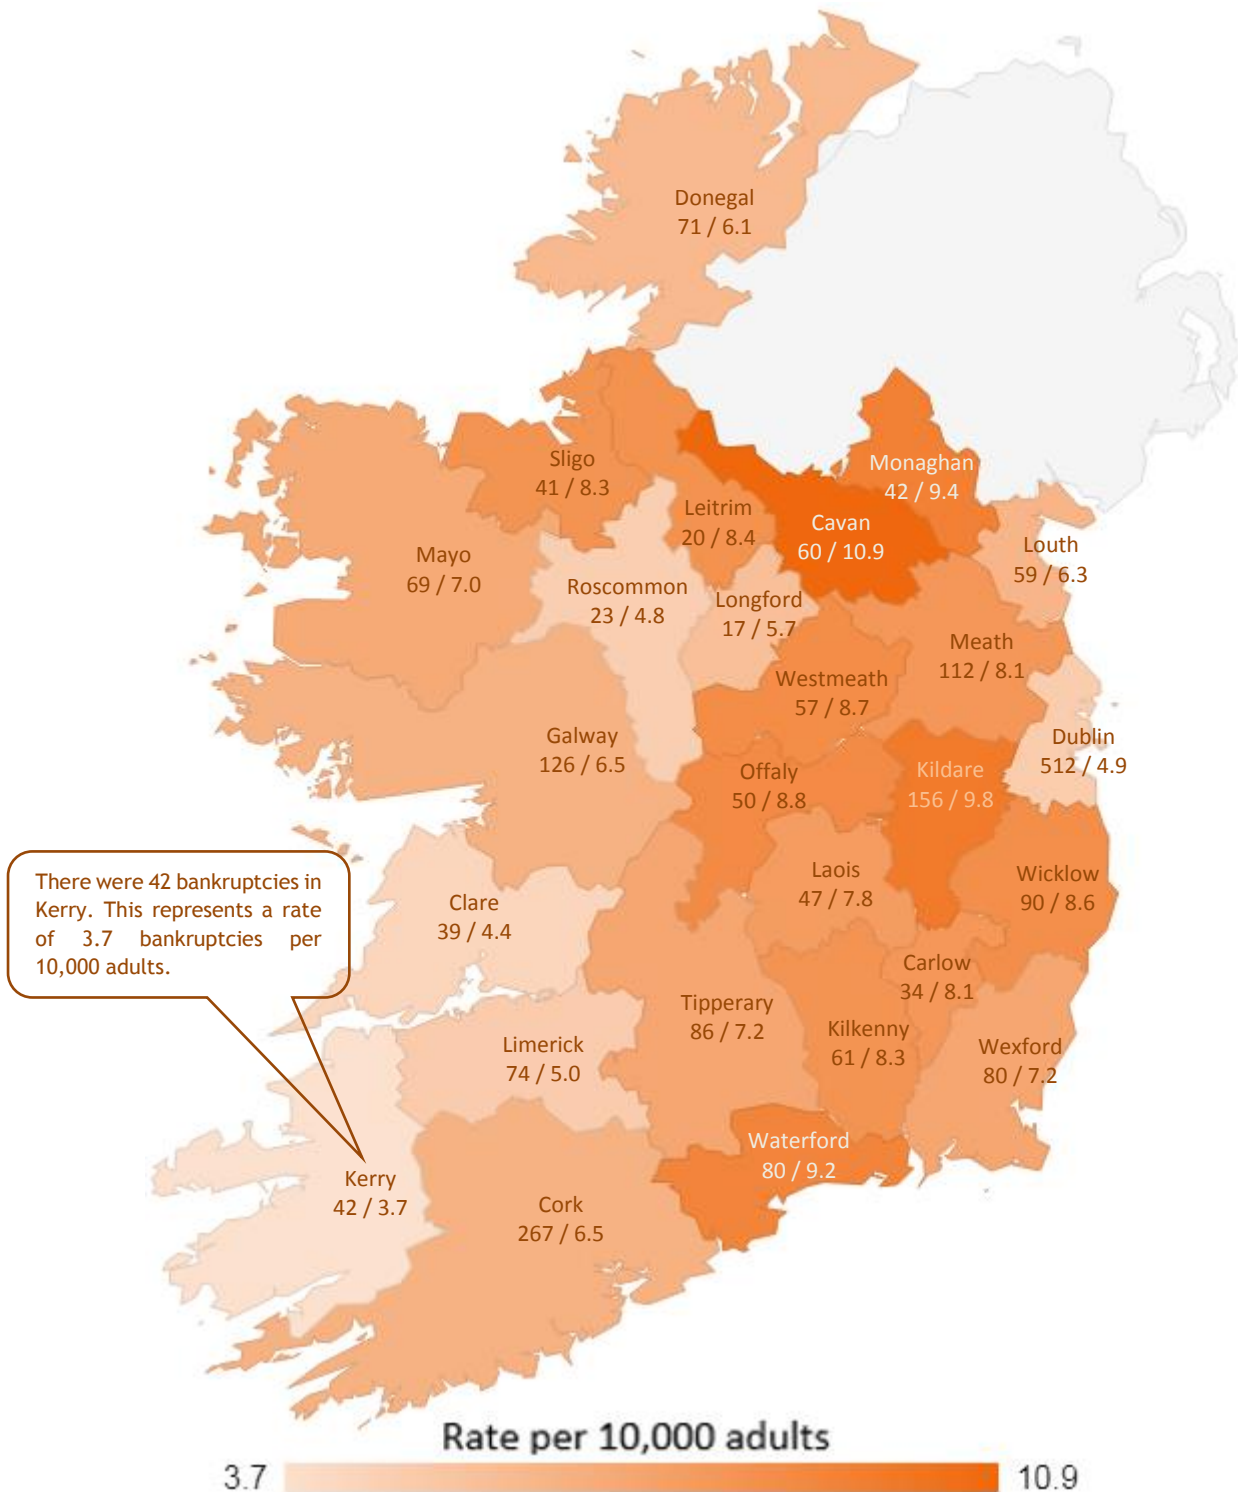 Donegal
71 / 6.1
Sligo
41 / 8.3
Monaghan
42 / 9.4
Leitrim
20 / 8.4
Cavan
60 / 10.9
Louth
59 / 6.3
Mayo
69 / 7.0
Roscommon
23 / 4.8
Longford
17 / 5.7
Meath
112 / 8.1
Westmeath
57 / 8.7
Galway
126 / 6.5
Offaly
50 / 8.8
Kildare
156 / 9.8
Dublin
512 / 4.9
There were 42 bankruptcies in
Kerry. This represents a rate
of 3.7 bankruptcies per
10,000 adults.
Clare
39 / 4.4
Laois
47 / 7.8
Wicklow
90 / 8.6
Carlow
34 / 8.1
Tipperary
86 / 7.2
Kilkenny
61 / 8.3
Wexford
80 / 7.2
Limerick
74 / 5.0
Waterford
80 / 9.2
Kerry
42 / 3.7
Cork
267 / 6.5
Rate per 10,000 adults
3.7
10.9